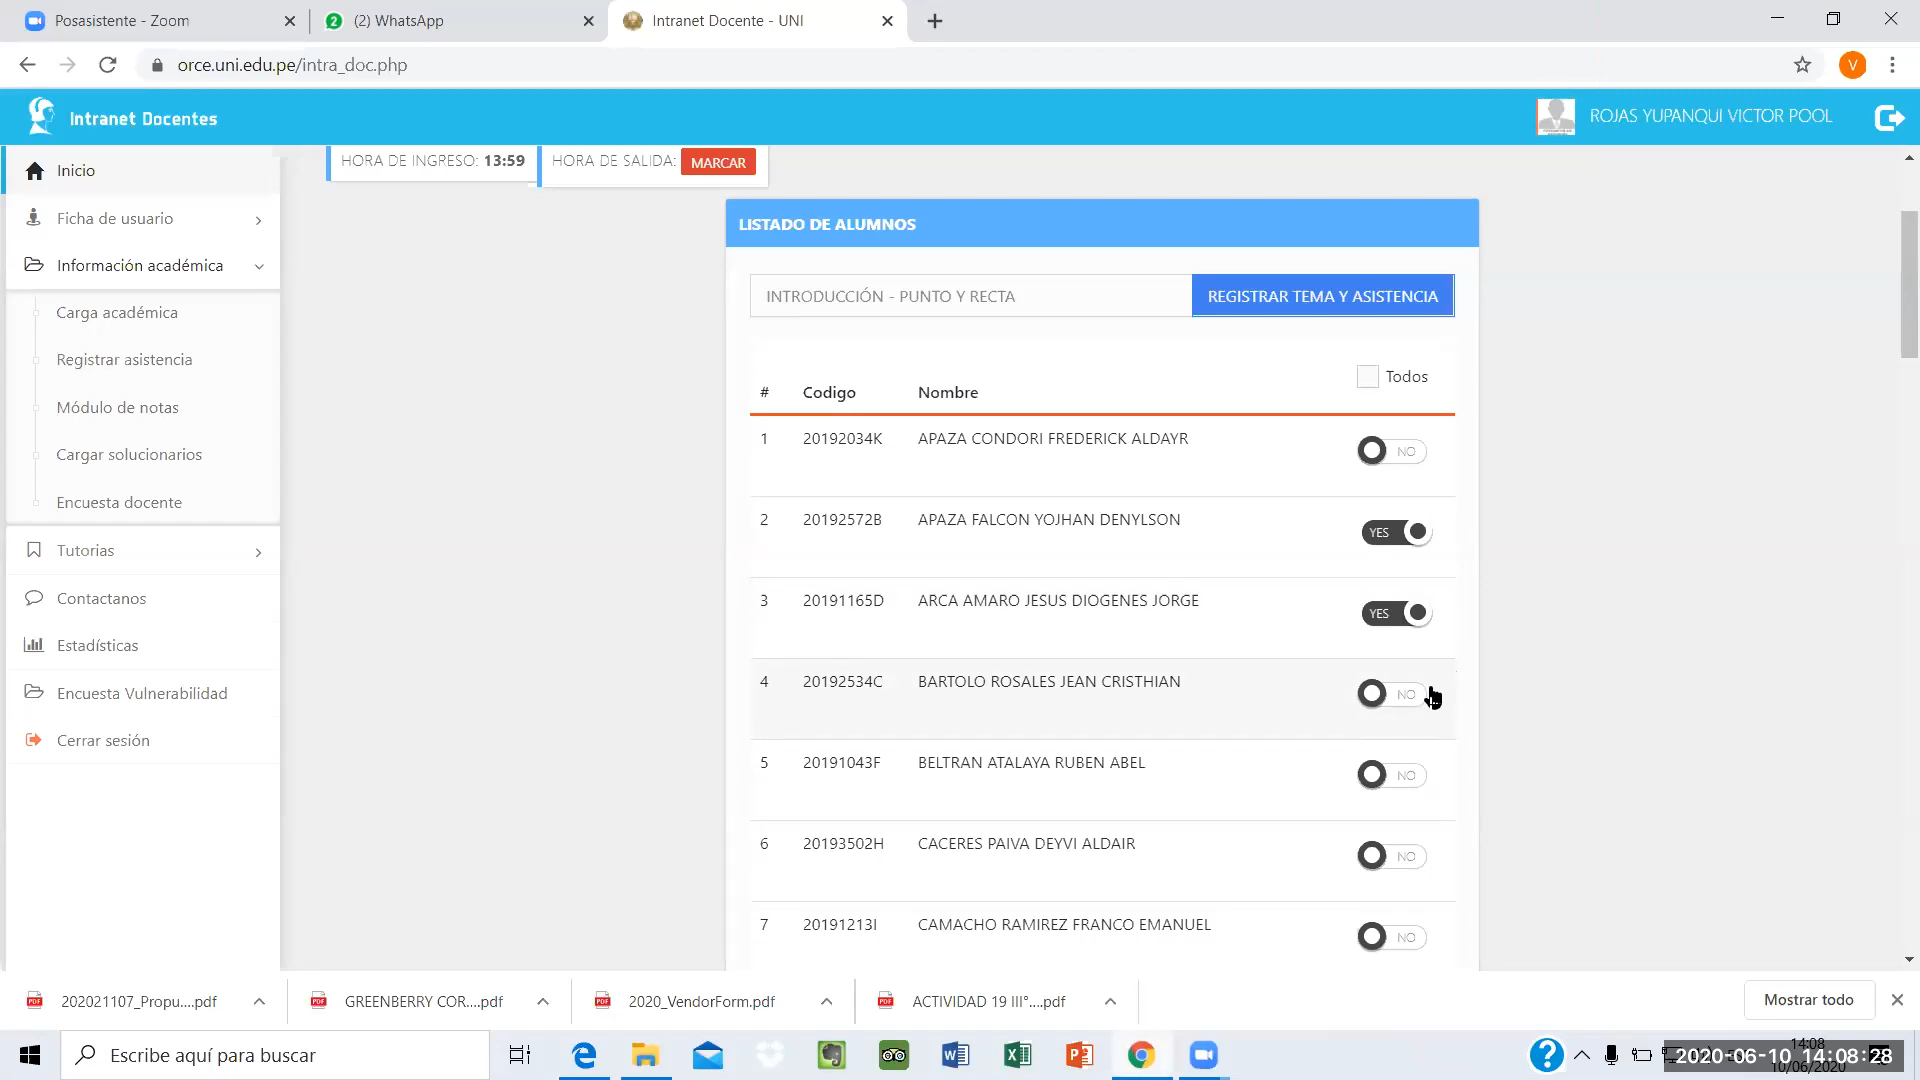 Posasistente - Zoom
2
(2) WhatsApp
Intranet Docente - UNI
orce.uni.edu.pe/intra_doc.php
V
Intranet Docentes
ROJAS YUPANQUI VICTOR POOL
Inicio
Ficha de usuario
Información académica
Carga académica
Registrar asistencia
Módulo de notas
Cargar solucionarios
Encuesta docente
Tutorias
Contactanos
Estadísticas
Encuesta Vulnerabilidad
Cerrar sesión
HORA DE INGRESO: 13:59
HORA DE SALIDA: MARCAR
LISTADO DE ALUMNOS
INTRODUCCIÓN - PUNTO Y RECTA
REGISTRAR TEMA Y ASISTENCIA
# Codigo Nombre Todos
1 20192034K APAZA CONDORI FREDERICK ALDAYR NO
2 20192572B APAZA FALCON YOJHAN DENYLSON YES
3 20191165D ARCA AMARO JESUS DIOGENES JORGE YES
4 20192534C BARTOLO ROSALES JEAN CRISTHIAN NO
5 20191043F BELTRAN ATALAYA RUBEN ABEL NO
6 20193502H CACERES PAIVA DEYVI ALDAIR NO
7 20191213I CAMACHO RAMIREZ FRANCO EMANUEL NO
202021107_Propu....pdf
GREENBERRY COR....pdf
2020_VendorForm.pdf
ACTIVIDAD 19 III°....pdf
Mostrar todo
Escribe aquí para buscar
14:08
2020-06-10 14:08:28
10/06/2020